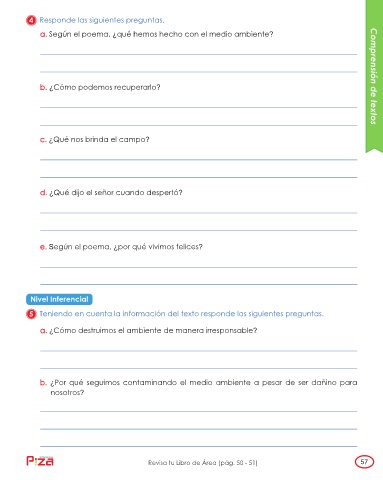 4 Responde las siguientes preguntas.
a. Según el poema, ¿qué hemos hecho con el medio ambiente?
b. ¿Cómo podemos recuperarlo?
c. ¿Qué nos brinda el campo?
d. ¿Qué dijo el señor cuando despertó?
e. Según el poema, ¿por qué vivimos felices?
Comprensión de textos
Nivel Inferencial
5 Teniendo en cuenta la información del texto responde las siguientes preguntas.
a. ¿Cómo destruimos el ambiente de manera irresponsable?
b. ¿Por qué seguimos contaminando el medio ambiente a pesar de ser dañino para
nosotros?
Revisa tu Libro de Área (pág. 50 - 51)
57